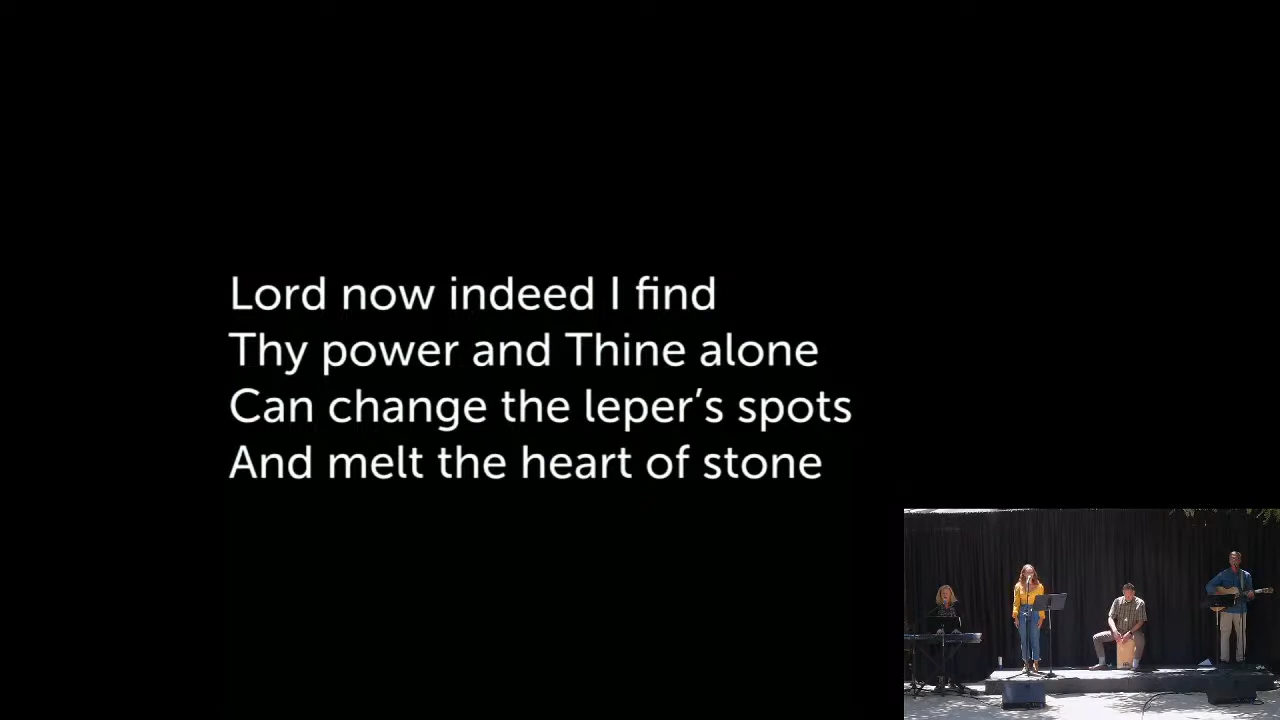 Lord now indeed I find
Thy power and Thine alone
Can change the leper’s spots
And melt the heart of stone